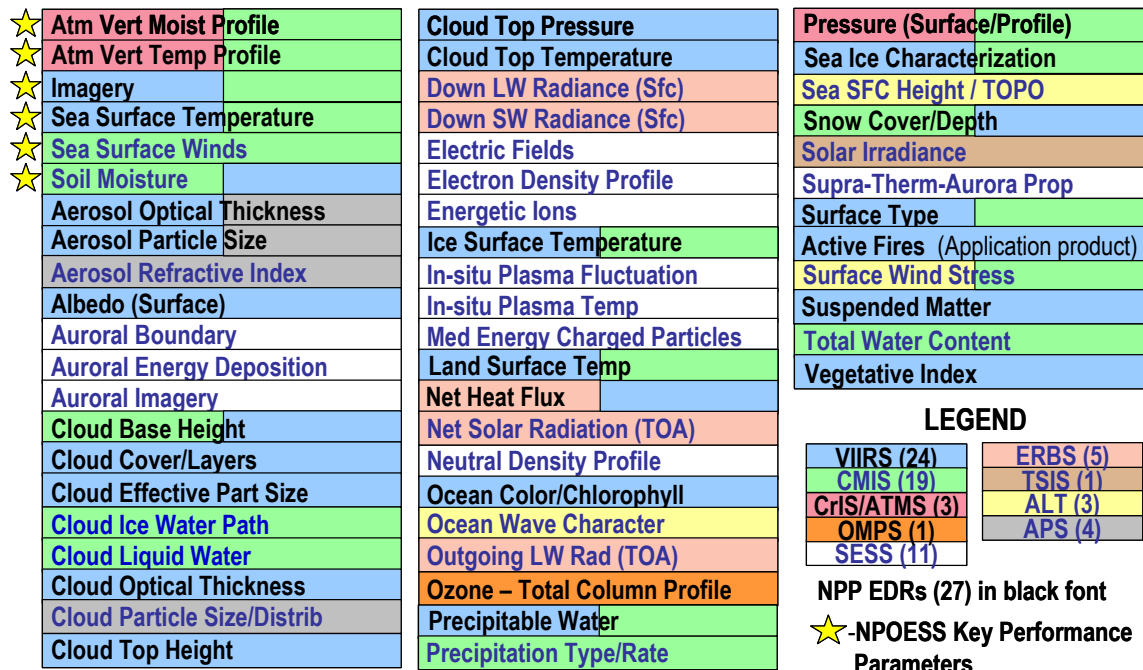 Atm Vert Moist Profile
Atm Vert Temp Profile
Imagery
Sea Surface Temperature
Sea Surface Winds
Soil Moisture
Aerosol Optical Thickness
Aerosol Particle Size
Aerosol Refractive Index
Albedo (Surface)
Auroral Boundary
Auroral Energy Deposition
Auroral Imagery
Cloud Base Height
Cloud Cover/Layers
Cloud Effective Part Size
Cloud Ice Water Path
Cloud Liquid Water
Cloud Optical Thickness
Cloud Particle Size/Distrib
Cloud Top Height
Cloud Top Pressure
Cloud Top Temperature
Down LW Radiance (Sfc)
Down SW Radiance (Sfc)
Electric Fields
Electron Density Profile
Energetic Ions
Ice Surface Temperature
In-situ Plasma Fluctuation
In-situ Plasma Temp
Med Energy Charged Particles
Land Surface Temp
Net Heat Flux
Net Solar Radiation (TOA)
Neutral Density Profile
Ocean Color/Chlorophyll
Ocean Wave Character
Outgoing LW Rad (TOA)
Ozone – Total Column Profile
Precipitable Water
Precipitation Type/Rate
Pressure (Surface/Profile)
Sea Ice Characterization
Sea SFC Height / TOPO
Snow Cover/Depth
Solar Irradiance
Supra-Therm-Aurora Prop
Surface Type
Active Fires (Application product)
Surface Wind Stress
Suspended Matter
Total Water Content
Vegetative Index
LEGEND
VIIRS (24)
CMIS (19)
CrIS/ATMS (3)
OMPS (1)
SESS (11)
ERBS (5)
TSIS (1)
ALT (3)
APS (4)
NPP EDRs (27) in black font
-NPOESS Key Performance
Parameters